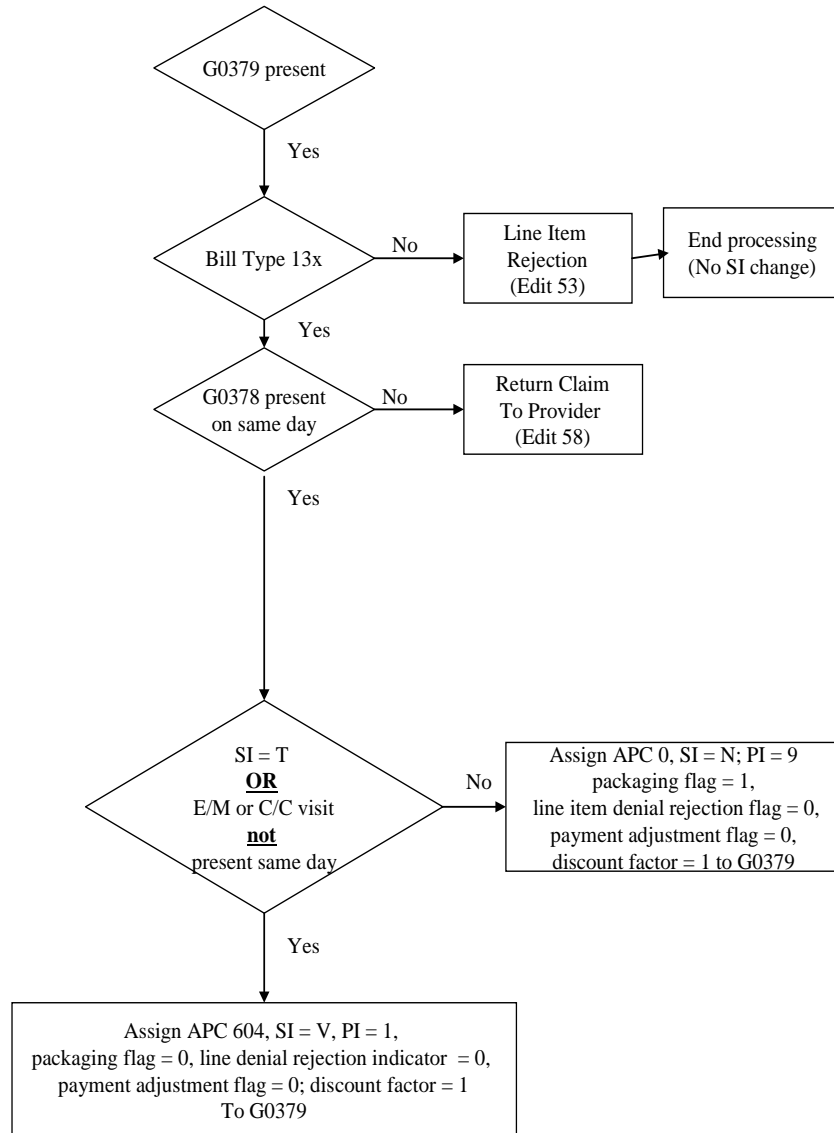 G0379 present
Yes
Bill Type 13x
No
Line Item
Rejection
(Edit 53)
End processing
(No SI change)
Yes
G0378 present
on same day
No
Return Claim
To Provider
(Edit 58)
Yes
SI = T
OR
E/M or C/C visit
not
present same day
No
Assign APC 0, SI = N; PI = 9
packaging flag = 1,
line item denial rejection flag = 0,
payment adjustment flag = 0,
discount factor = 1 to G0379
Yes
Assign APC 604, SI = V, PI = 1,
packaging flag = 0, line denial rejection indicator = 0,
payment adjustment flag = 0; discount factor = 1
To G0379